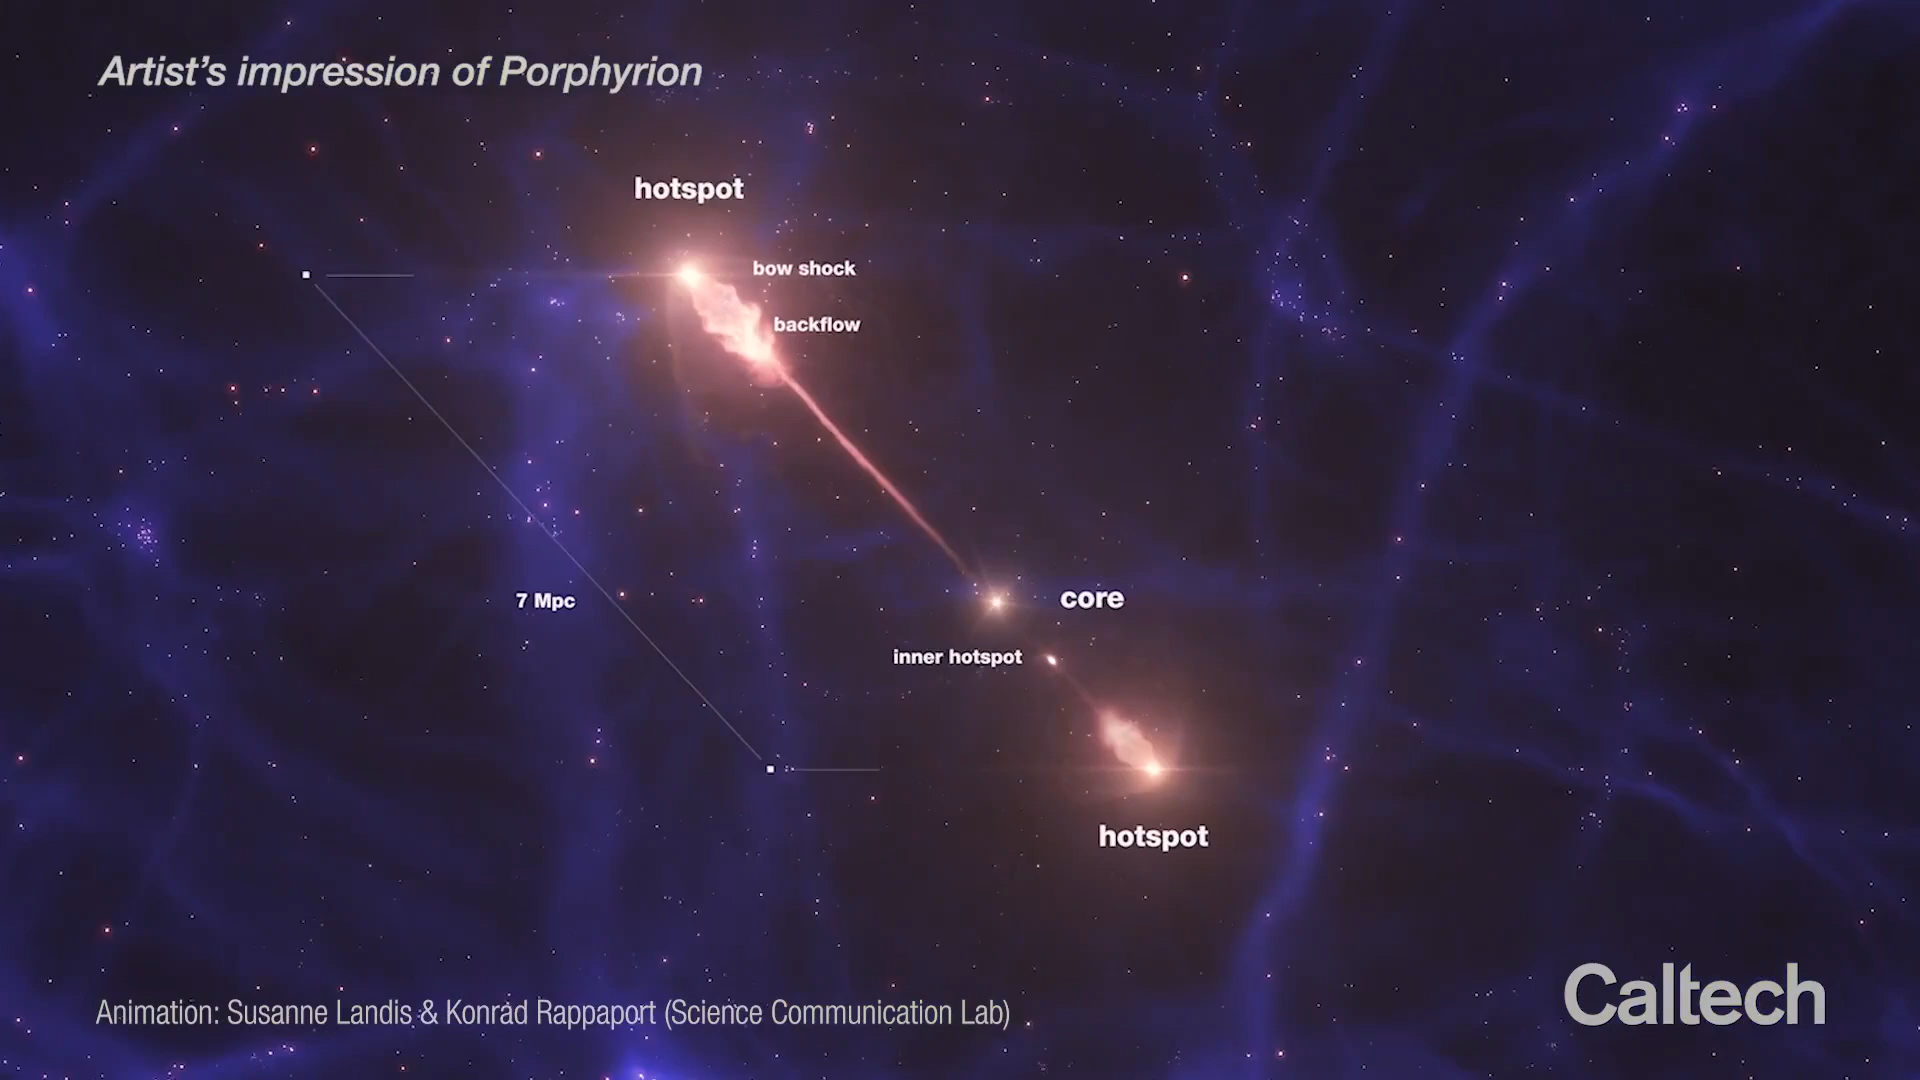 Artist's impression of Porphyrion
hotspot
bow shock
backflow
7 Mpc
core
inner hotspot
hotspot
Animation: Susanne Landis & Konrad Rappaport (Science Communication Lab)
Caltech